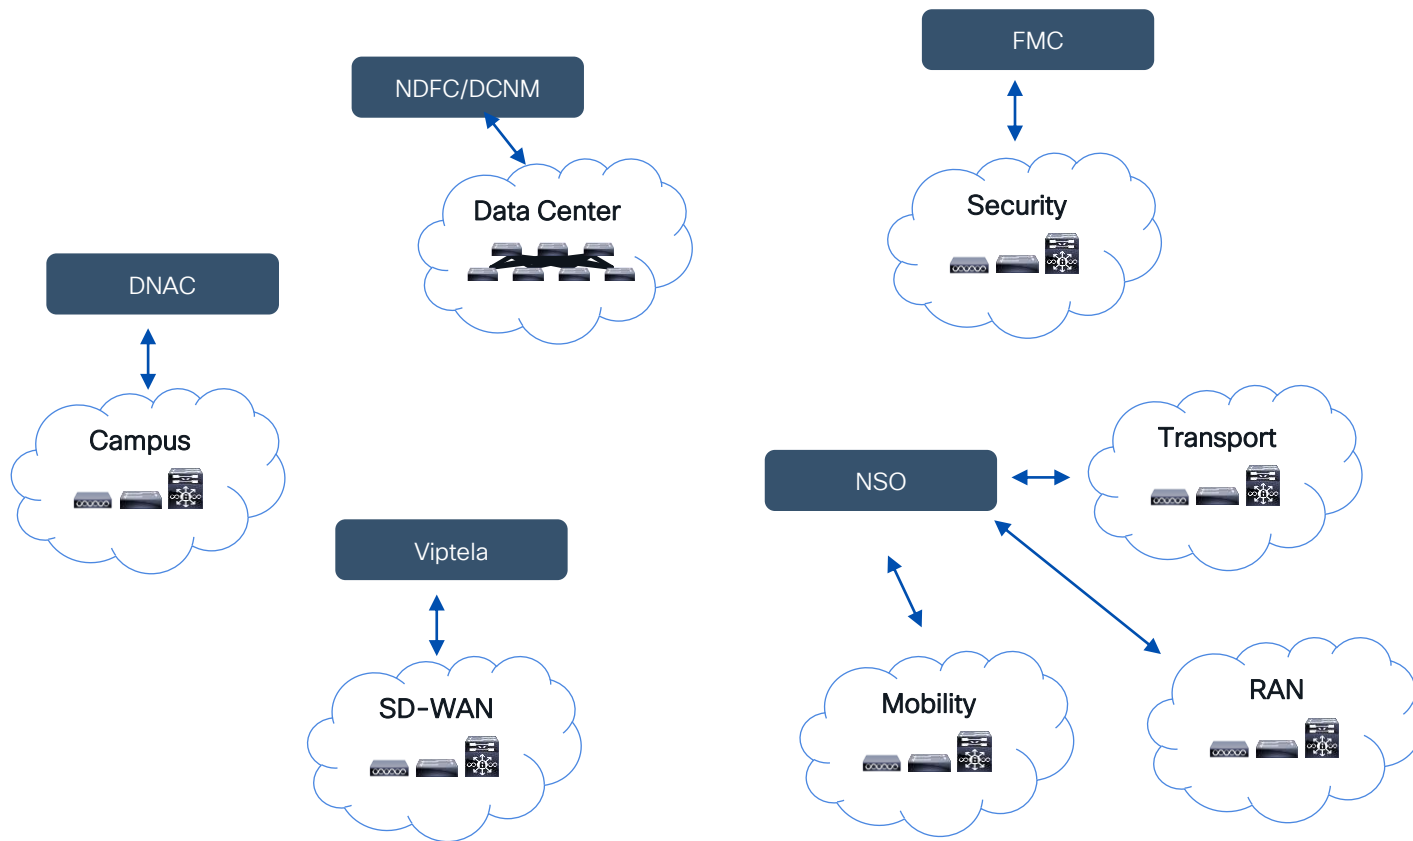 FMC
NDFC/DCNM
Data Center
Security
DNAC
Campus
Transport
NSO
Viptela
SD-WAN
Mobility
RAN